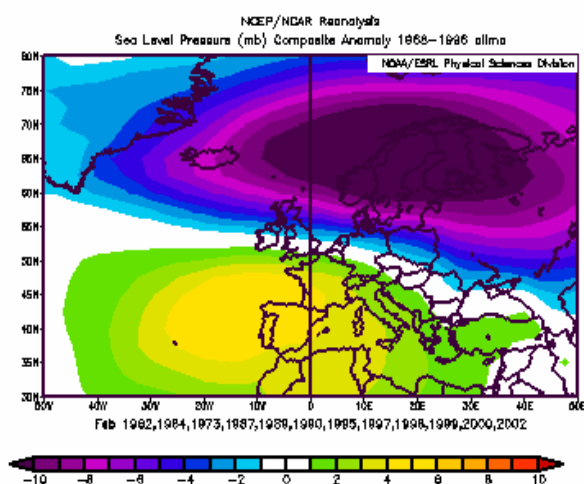 NCEP/NCAR Reanalysis
Sea Level Pressure (mb) Composite Anomaly 1968-1996 climo
NOAA/ESRL Physical Sciences Division
80N
75N
70N
65N
60N
55N
50N
45N
40N
35N
30N
50W 40W 30W 20W 10W 0 10E 20E 30E 40E 50E
Feb 1984,1973,1987,1989,1990,1995,1997,1998,1999,2000,2002
-10 -8 -6 -4 -2 0 2 4 6 8 10